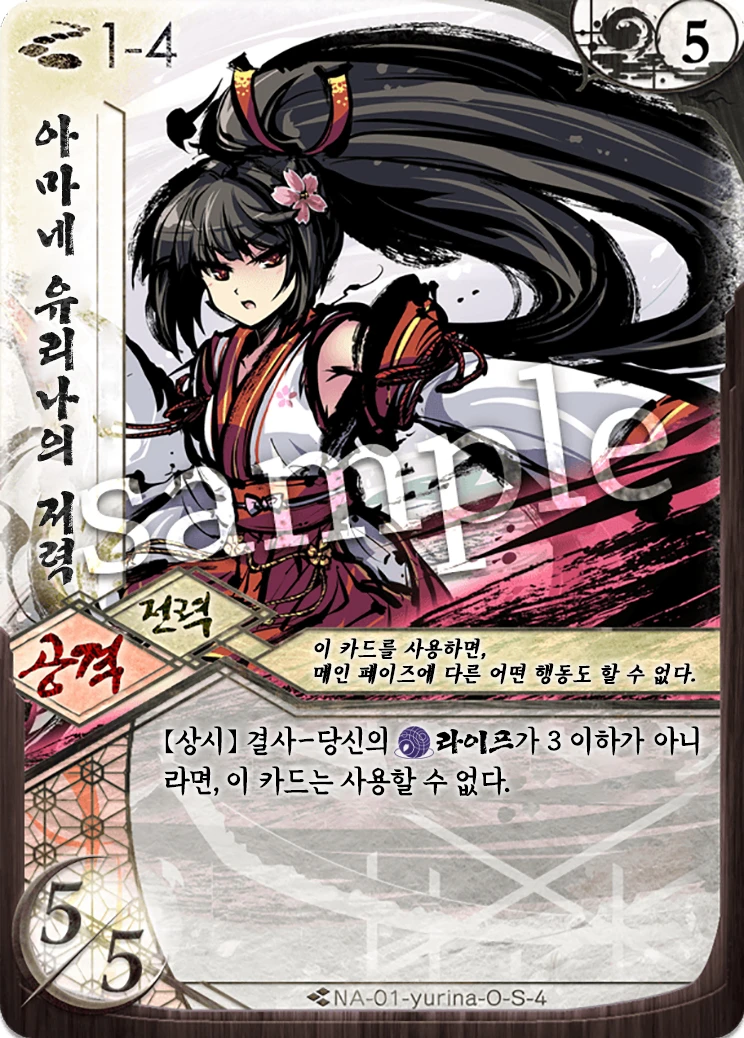 1-4
5
아마네 유리나의 저력
sample
전력
공격
이 카드를 사용하면,
메인 페이즈에 다른 어떤 행동도 할 수 없다.
【상시】 결사-당신의 라이프가 3 이하가 아니
라면, 이 카드는 사용할 수 없다.
5/5
NA-01-yurina-O-S-4